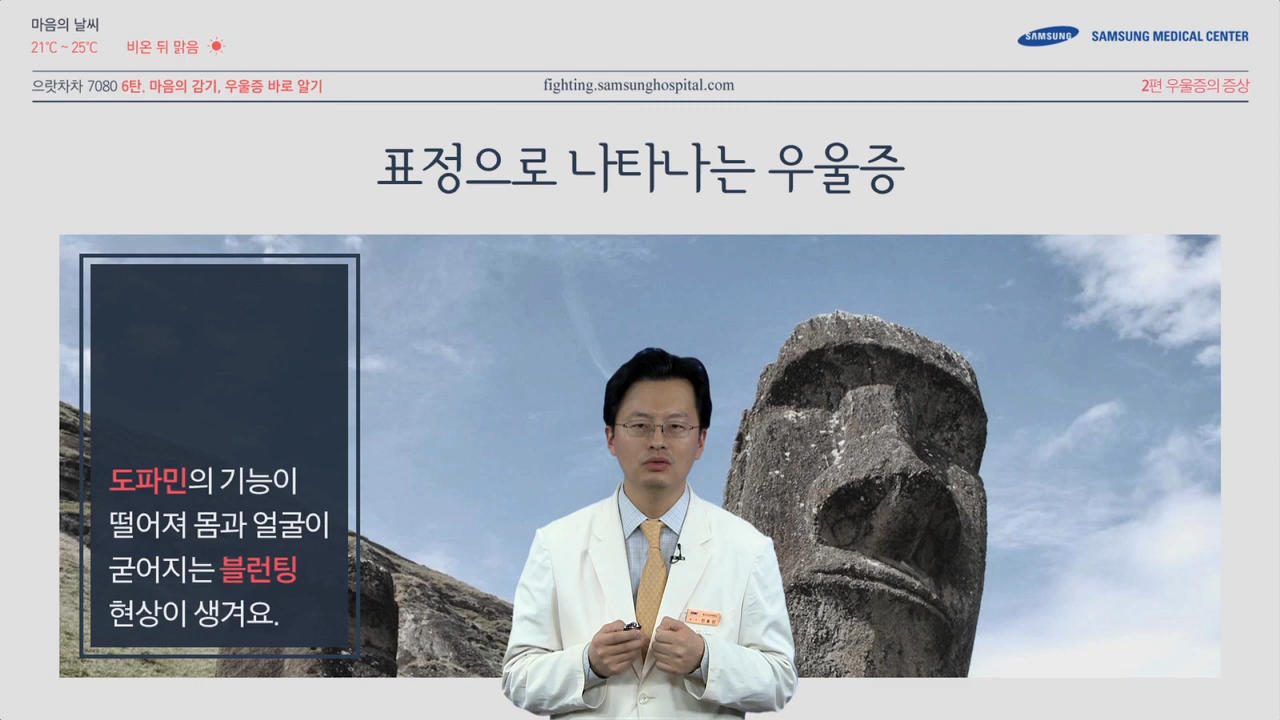 마음의 날씨
21℃ ~ 25℃ 비온 뒤 맑음
SAMSUNG SAMSUNG MEDICAL CENTER
으랏차차 7080 6탄. 마음의 감기, 우울증 바로 알기 fighting.samsunghospital.com 2편 우울증의 증상
표정으로 나타나는 우울증
도파민의 기능이
떨어져 몸과 얼굴이
굳어지는 블런팅
현상이 생겨요.